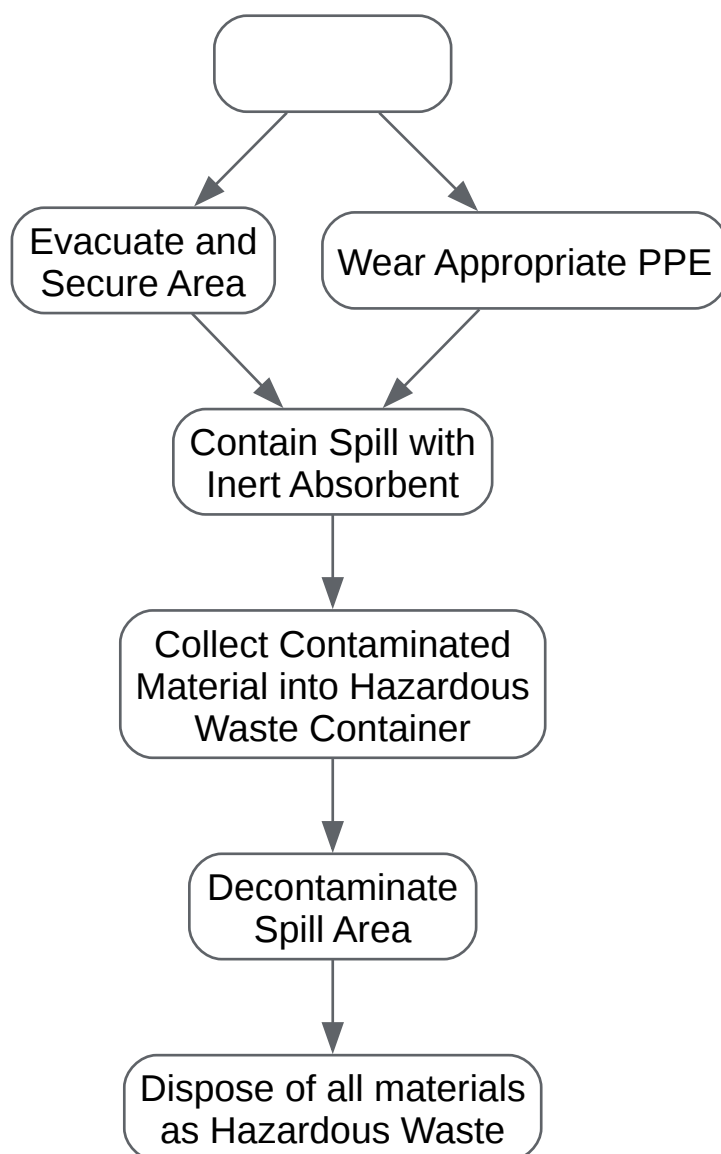 Evacuate and
Secure Area
Wear Appropriate PPE
Contain Spill with
Inert Absorbent
Collect Contaminated
Material into Hazardous
Waste Container
Decontaminate
Spill Area
Dispose of all materials
as Hazardous Waste